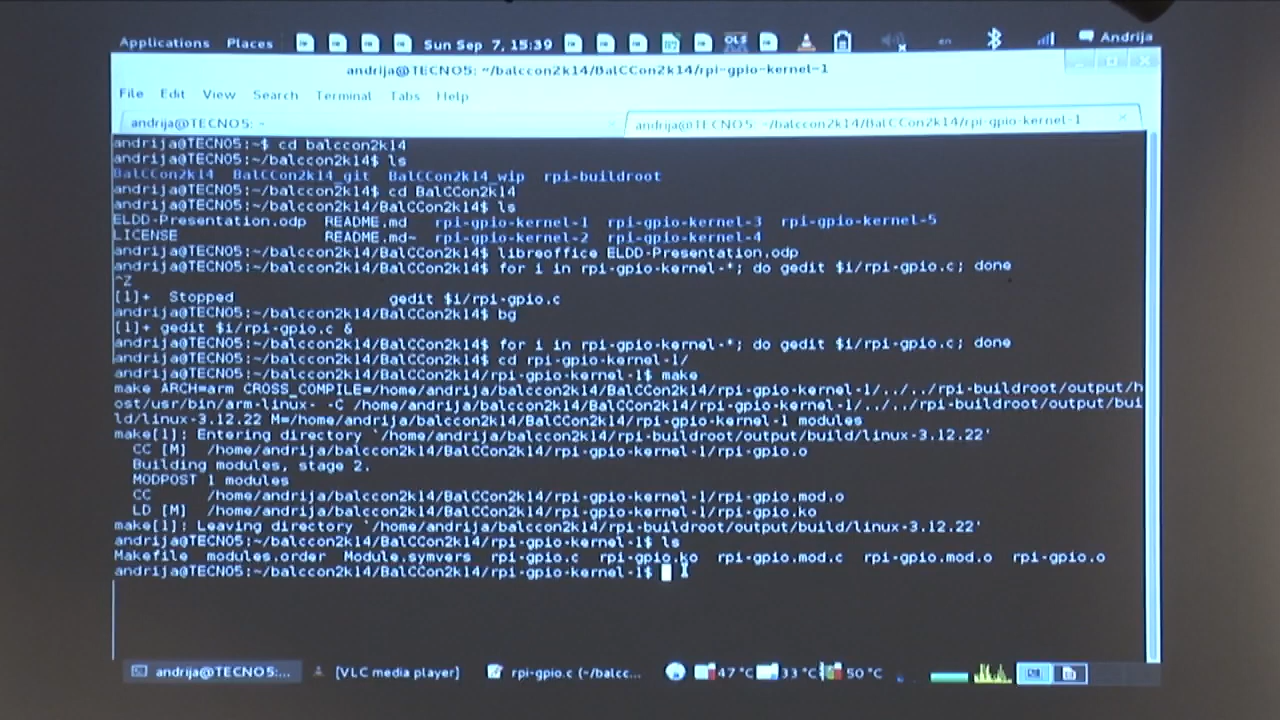 Applications Places Sun Sep 7, 15:39 OLS en Andrija
andrija@TECNO5: ~/balccon2k14/BalCCon2k14/rpi-gpio-kernel-1
File Edit View Search Terminal Tabs Help
andrija@TECNO5: ~ andrija@TECNO5: ~/balccon2k14/BalCCon2k14/rpi-gpio-kernel-1
andrija@TECNO5:~$ cd balccon2k14
andrija@TECNO5:~/balccon2k14$ ls
BalCCon2k14 BalCCon2k14_git BalCCon2k14_wip rpi-buildroot
andrija@TECNO5:~/balccon2k14$ cd BalCCon2k14
andrija@TECNO5:~/balccon2k14/BalCCon2k14$ ls
ELDD-Presentation.odp README.md rpi-gpio-kernel-1 rpi-gpio-kernel-3 rpi-gpio-kernel-5
LICENSE README.md~ rpi-gpio-kernel-2 rpi-gpio-kernel-4
andrija@TECNO5:~/balccon2k14/BalCCon2k14$ libreoffice ELDD-Presentation.odp
andrija@TECNO5:~/balccon2k14/BalCCon2k14$ for i in rpi-gpio-kernel-*; do gedit $i/rpi-gpio.c; done
^Z
[1]+ Stopped gedit $i/rpi-gpio.c
andrija@TECNO5:~/balccon2k14/BalCCon2k14$ bg
[1]+ gedit $i/rpi-gpio.c &
andrija@TECNO5:~/balccon2k14/BalCCon2k14$ for i in rpi-gpio-kernel-*; do gedit $i/rpi-gpio.c; done
andrija@TECNO5:~/balccon2k14/BalCCon2k14$ cd rpi-gpio-kernel-1/
andrija@TECNO5:~/balccon2k14/BalCCon2k14/rpi-gpio-kernel-1$ make
make ARCH=arm CROSS_COMPILE=/home/andrija/balccon2k14/BalCCon2k14/rpi-gpio-kernel-1/../../rpi-buildroot/output/h
ost/usr/bin/arm-linux- -C /home/andrija/balccon2k14/BalCCon2k14/rpi-gpio-kernel-1/../../rpi-buildroot/output/bui
ld/linux-3.12.22 M=/home/andrija/balccon2k14/BalCCon2k14/rpi-gpio-kernel-1 modules
make[1]: Entering directory `/home/andrija/balccon2k14/rpi-buildroot/output/build/linux-3.12.22'
CC [M] /home/andrija/balccon2k14/BalCCon2k14/rpi-gpio-kernel-1/rpi-gpio.o
Building modules, stage 2.
MODPOST 1 modules
CC /home/andrija/balccon2k14/BalCCon2k14/rpi-gpio-kernel-1/rpi-gpio.mod.o
LD [M] /home/andrija/balccon2k14/BalCCon2k14/rpi-gpio-kernel-1/rpi-gpio.ko
make[1]: Leaving directory `/home/andrija/balccon2k14/rpi-buildroot/output/build/linux-3.12.22'
andrija@TECNO5:~/balccon2k14/BalCCon2k14/rpi-gpio-kernel-1$ ls
Makefile modules.order Module.symvers rpi-gpio.c rpi-gpio.ko rpi-gpio.mod.c rpi-gpio.mod.o rpi-gpio.o
andrija@TECNO5:~/balccon2k14/BalCCon2k14/rpi-gpio-kernel-1$
andrija@TECNO5:... [VLC media player] rpi-gpio.c (~/balcc... 47 °C 33 °C 50 °C